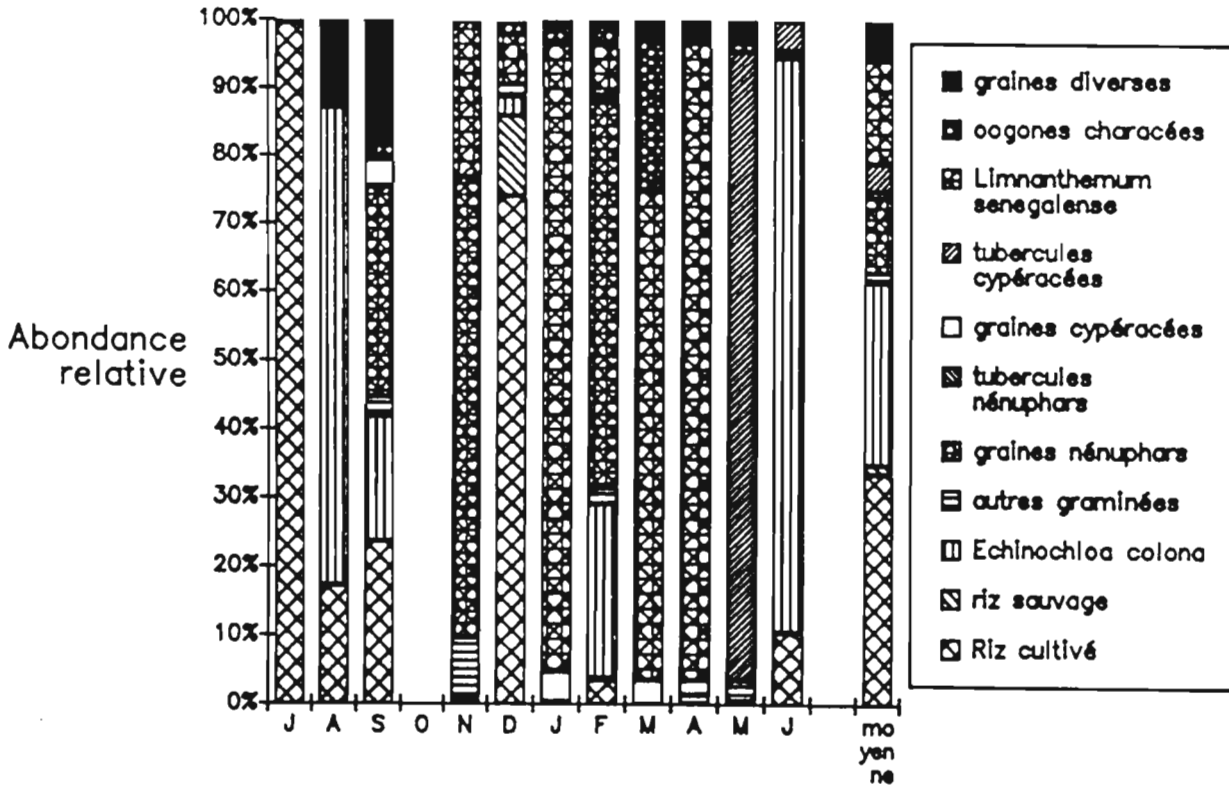 100%
90%
80%
70%
60%
50%
40%
30%
20%
10%
0%
Abondance
relative
J A S O N D J F M A M J
mo
yen
ne
graines diverses
oogones characées
Limnanthemum
senegalense
tubercules
cypéracées
graines cypéracées
tubercules
nénuphars
graines nénuphars
autres graminées
Echinochloa colona
riz sauvage
Riz cultivé